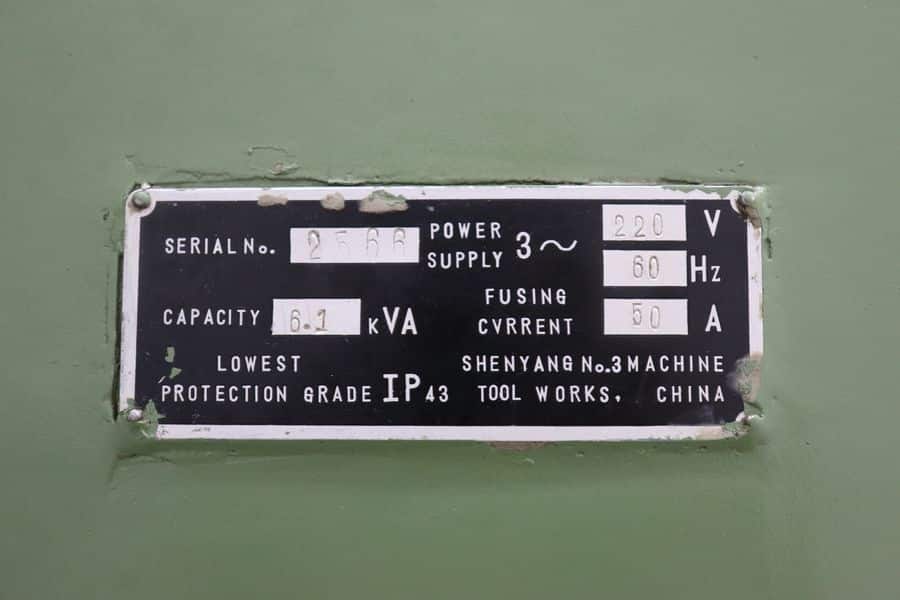 SERIAL No.
POWER SUPPLY 3~ 220 V
60 Hz
CAPACITY 6.1 KVA
FUSING CVRRENT 50 A
LOWEST
PROTECTION GRADE IP43
SHENYANG No.3 MACHINE
TOOL WORKS, CHINA